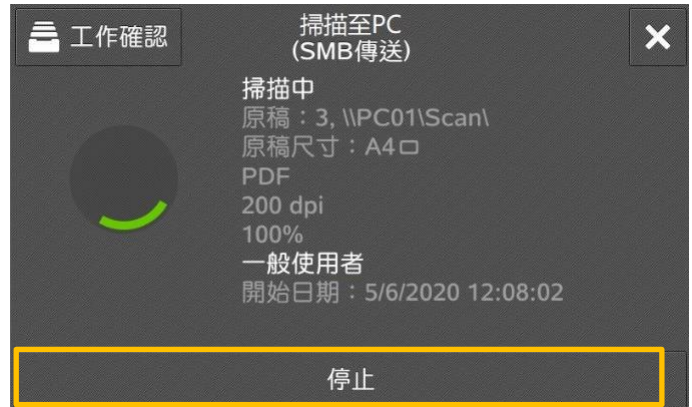 工作確認
掃描至PC
(SMB傳送)
掃描中
原稿：3, \\PC01\Scan\
原稿尺寸：A4
PDF
200 dpi
100%
一般使用者
開始日期：5/6/2020 12:08:02
停止